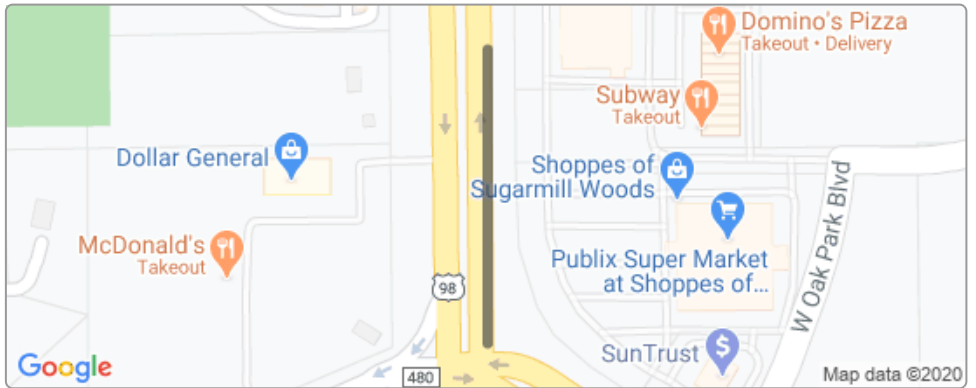 Domino's Pizza
Takeout • Delivery
Subway
Takeout
Dollar General
Shoppes of
Sugarmill Woods
W Oak Park Blvd
McDonald's
Takeout
Publix Super Market
at Shoppes of...
98
SunTrust
Google
480
Map data ©2020